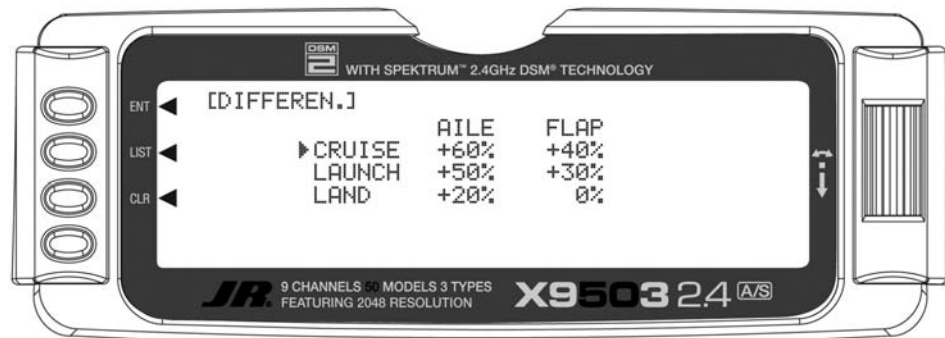 DSM
2
WITH SPEKTRUM™ 2.4GHz DSM® TECHNOLOGY
ENT
LIST
CLR
[DIFFEREN.]
AILE FLAP
CRUISE +60% +40%
LAUNCH +50% +30%
LAND +20% 0%
JR.
9 CHANNELS 50 MODELS 3 TYPES
FEATURING 2048 RESOLUTION
X9503 2.4 A/S